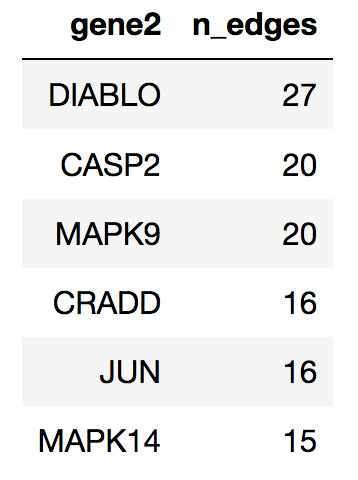 gene2 n_edges
DIABLO 27
CASP2 20
MAPK9 20
CRADD 16
JUN 16
MAPK14 15